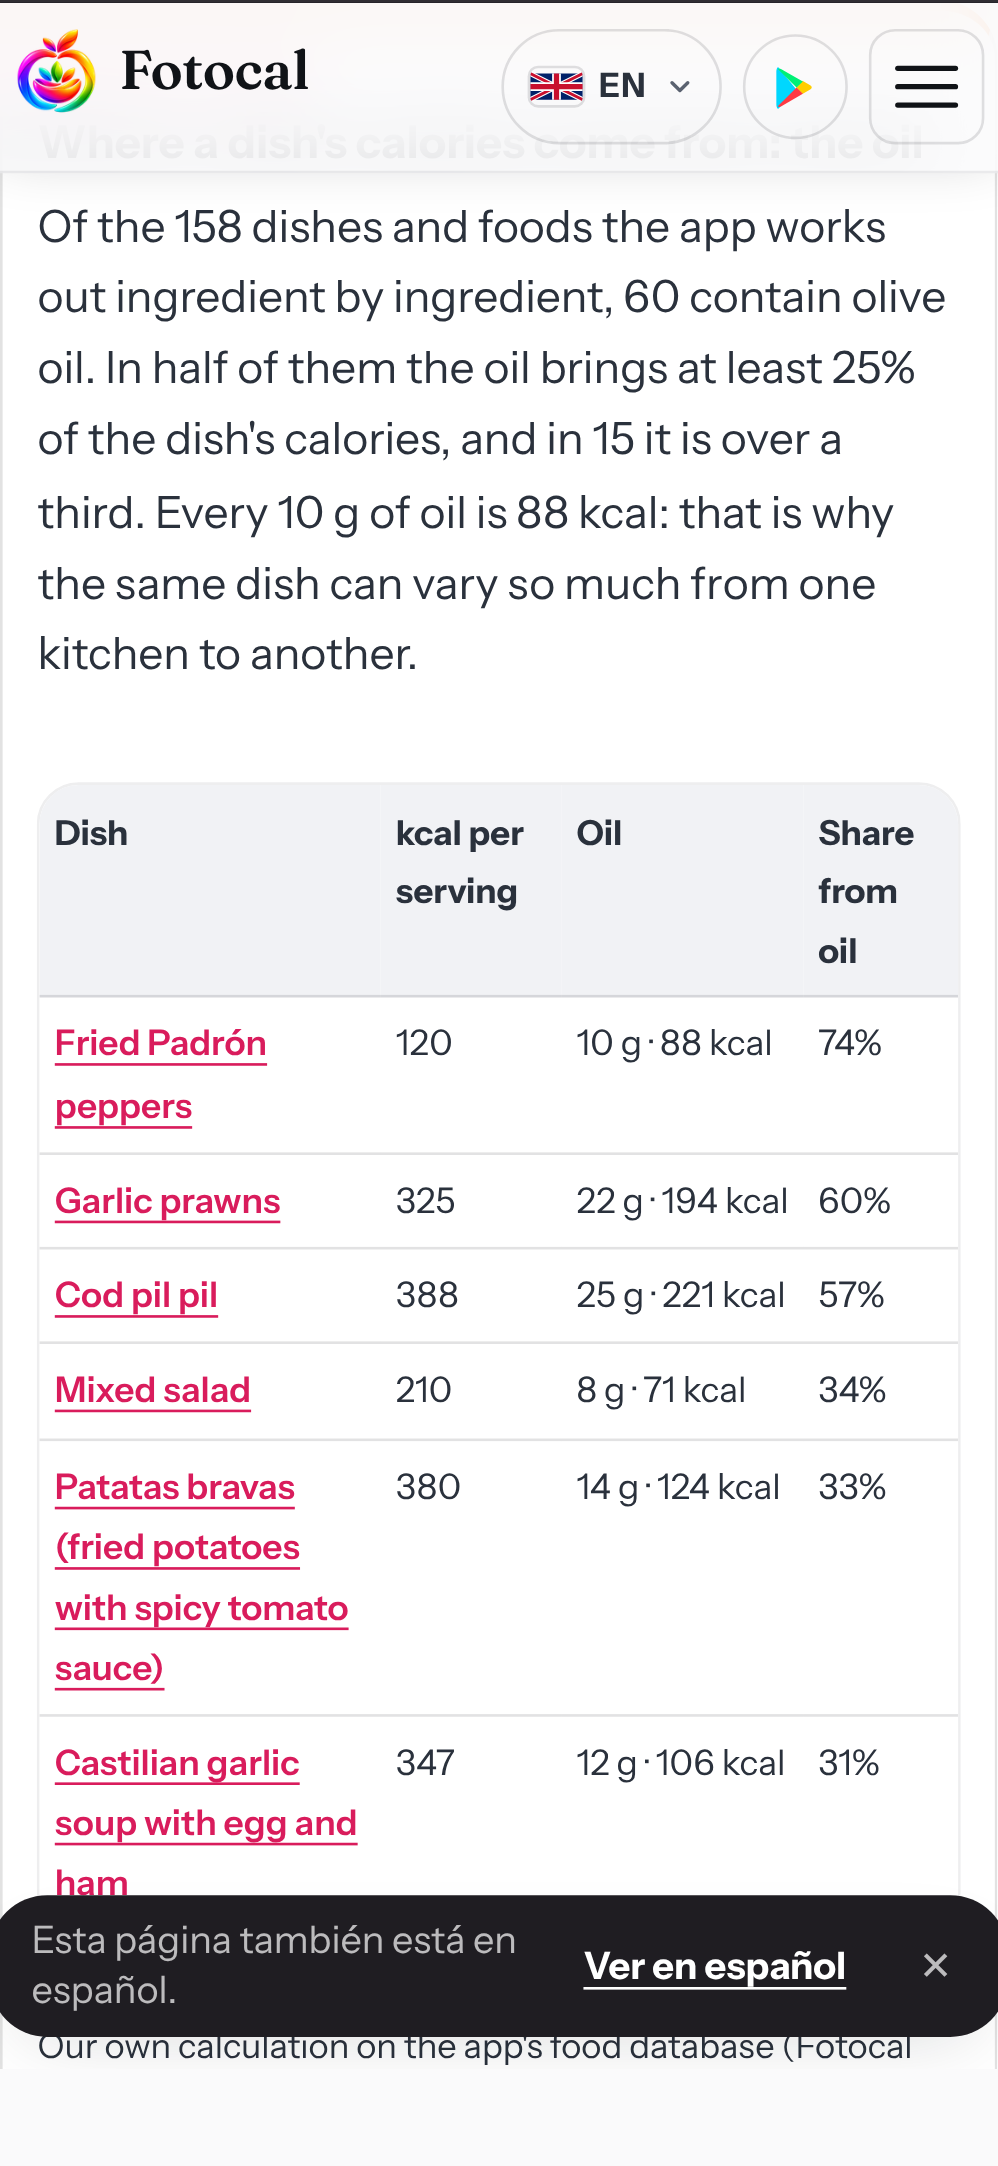 Fotocal
EN
Where a dish's calories come from: the oil
Of the 158 dishes and foods the app works
out ingredient by ingredient, 60 contain olive
oil. In half of them the oil brings at least 25%
of the dish's calories, and in 15 it is over a
third. Every 10 g of oil is 88 kcal: that is why
the same dish can vary so much from one
kitchen to another.
Dish kcal per serving Oil Share from oil
Fried Padrón peppers 120 10 g · 88 kcal 74%
Garlic prawns 325 22 g · 194 kcal 60%
Cod pil pil 388 25 g · 221 kcal 57%
Mixed salad 210 8 g · 71 kcal 34%
Patatas bravas (fried potatoes with spicy tomato sauce) 380 14 g · 124 kcal 33%
Castilian garlic soup with egg and ham 347 12 g · 106 kcal 31%
Esta página también está en
español.
Ver en español
Our own calculation on the app's food database (Fotocal